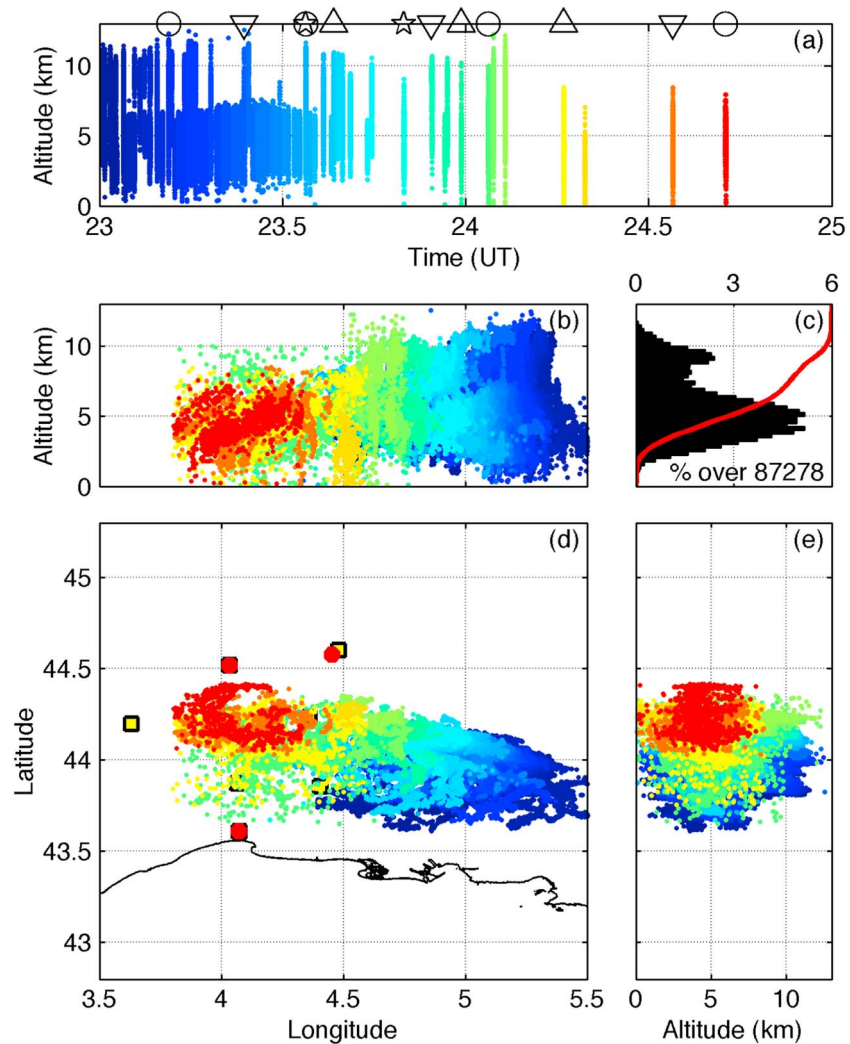 (a)
Altitude (km)
10
5
0
23
23.5
24
24.5
25
Time (UT)
0
3
6
(b)
(c)
Altitude (km)
10
5
0
% over 87278
(d)
(e)
Latitude
45
44.5
44
43.5
43
3.5
4
4.5
5
5.5
0
5
10
Longitude
Altitude (km)